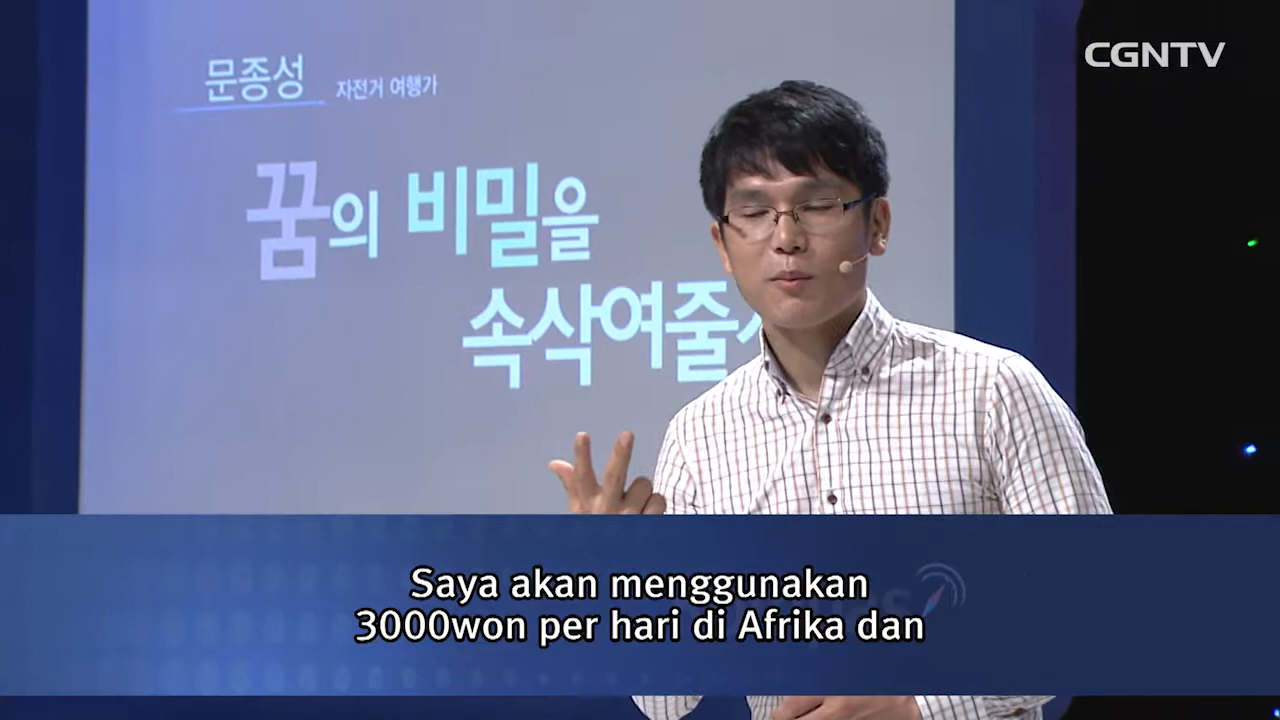 CGNTV
문종성 자전거 여행가
꿈의 비밀을
속삭여줄
Saya akan menggunakan
3000won per hari di Afrika dan